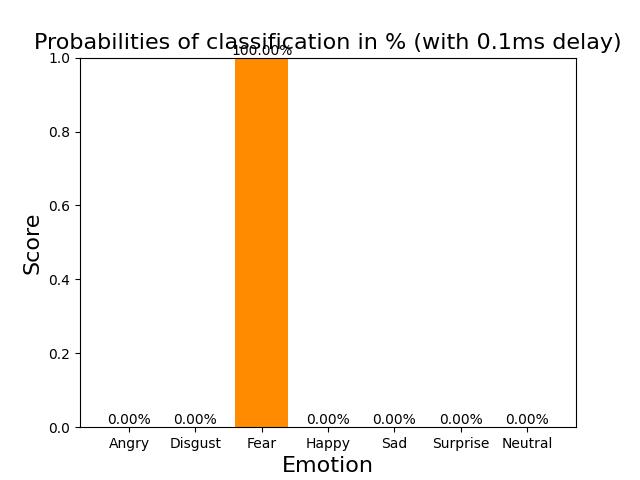 Probabilities of classification in % (with 0.1ms delay)
100.00%
1.0
0.8
0.6
0.4
0.2
0.0
Score
0.00% 0.00% 0.00% 0.00% 0.00% 0.00%
Angry Disgust Fear Happy Sad Surprise Neutral
Emotion